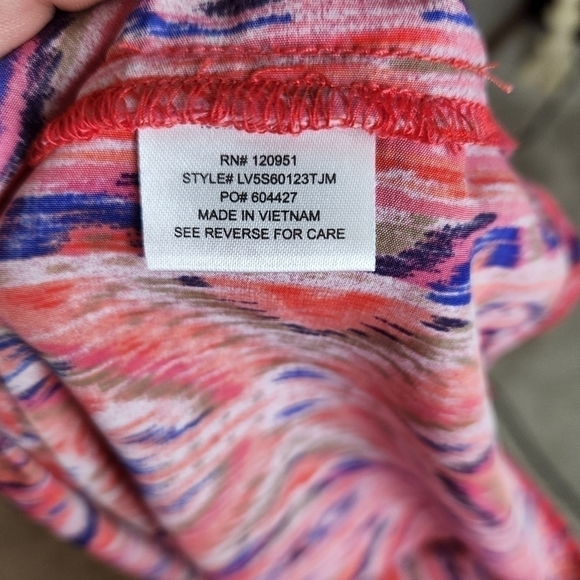 RN# 120951
STYLE# LV5S60123TJM
PO# 604427
MADE IN VIETNAM
SEE REVERSE FOR CARE